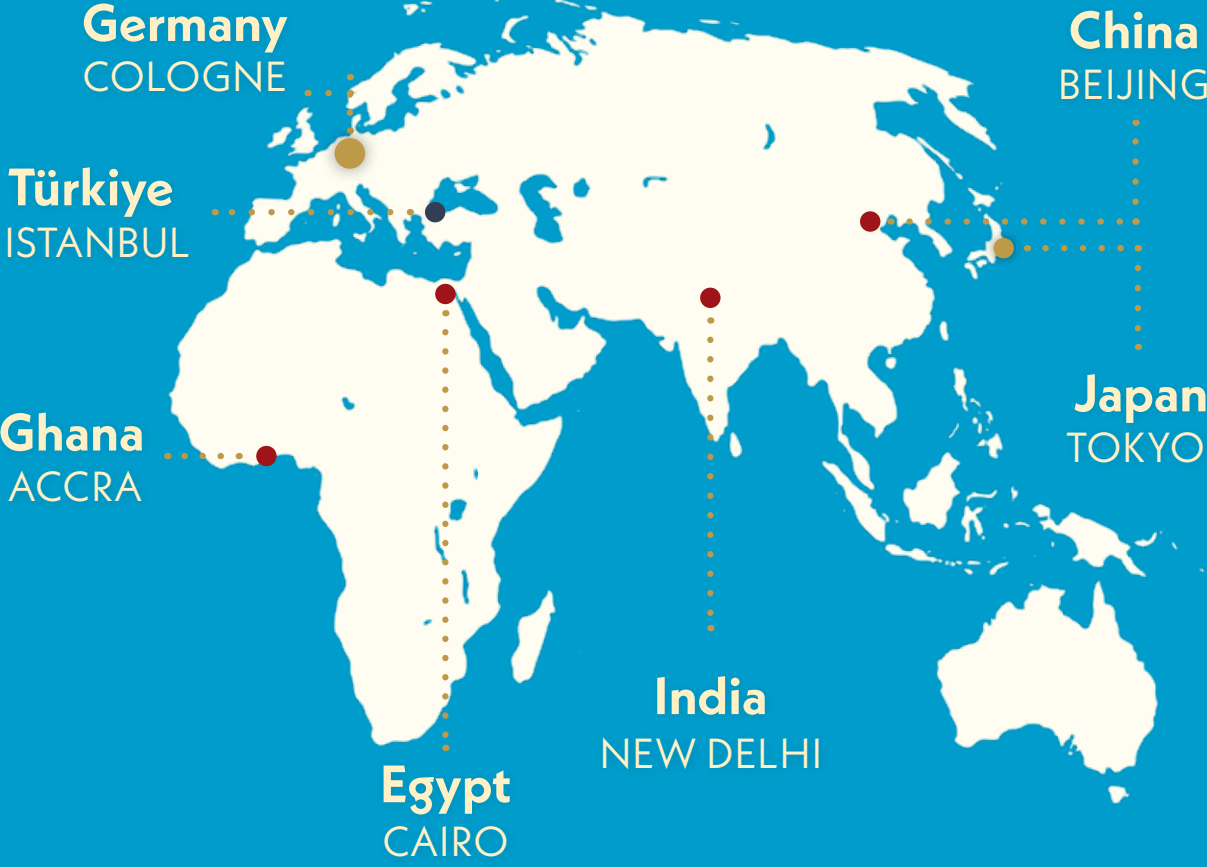 Germany
COLOGNE
China
BEIJING
Türkiye
ISTANBUL
Japan
TOKYO
Ghana
ACCRA
India
NEW DELHI
Egypt
CAIRO